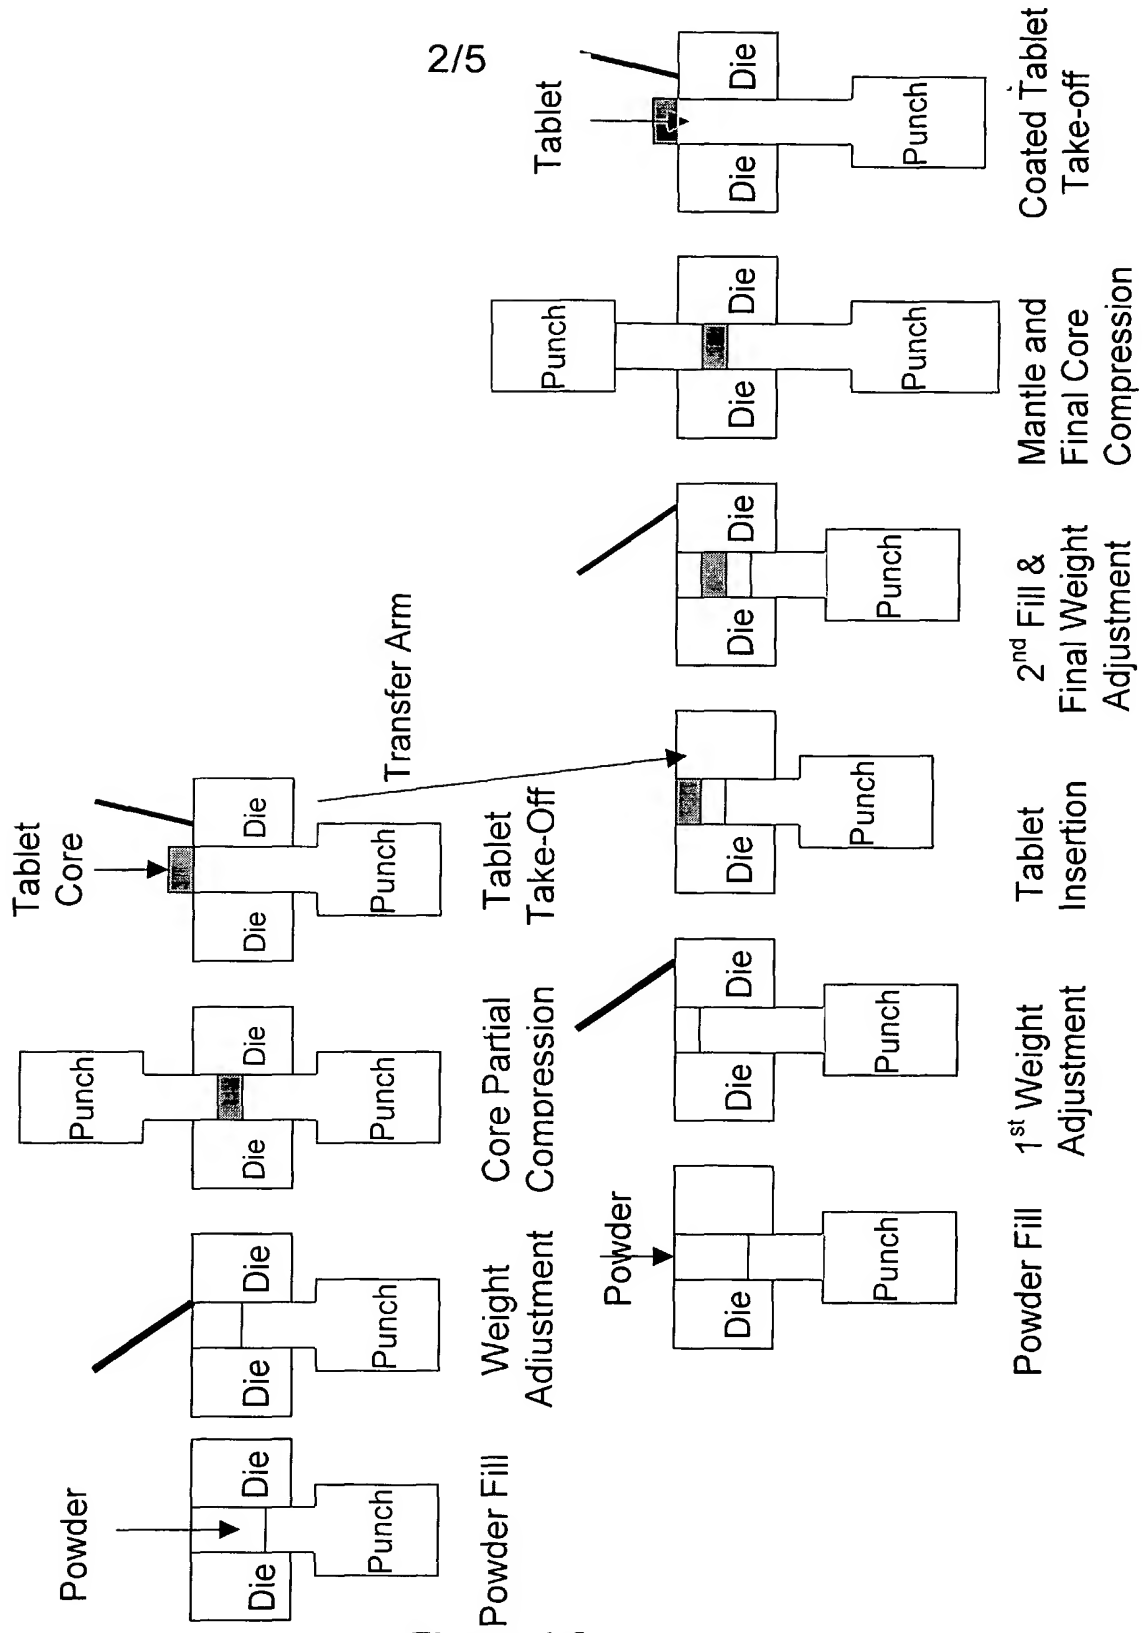 2/5
Powder
Die
Die
Punch
Powder Fill
Die
Die
Punch
Weight
Adiustment
Punch
Die
Die
Punch
Core Partial
Compression
Tablet
Core
Die
Die
Punch
Tablet
Take-Off
Transfer Arm
Powder
Die
Punch
Powder Fill
Die
Die
Punch
1st Weight
Adjustment
Die
Punch
Tablet
Insertion
Die
Die
Punch
2nd Fill &
Final Weight
Adjustment
Punch
Die
Die
Punch
Mantle and
Final Core
Compression
Tablet
Die
Die
Punch
Coated Tablet
Take-off